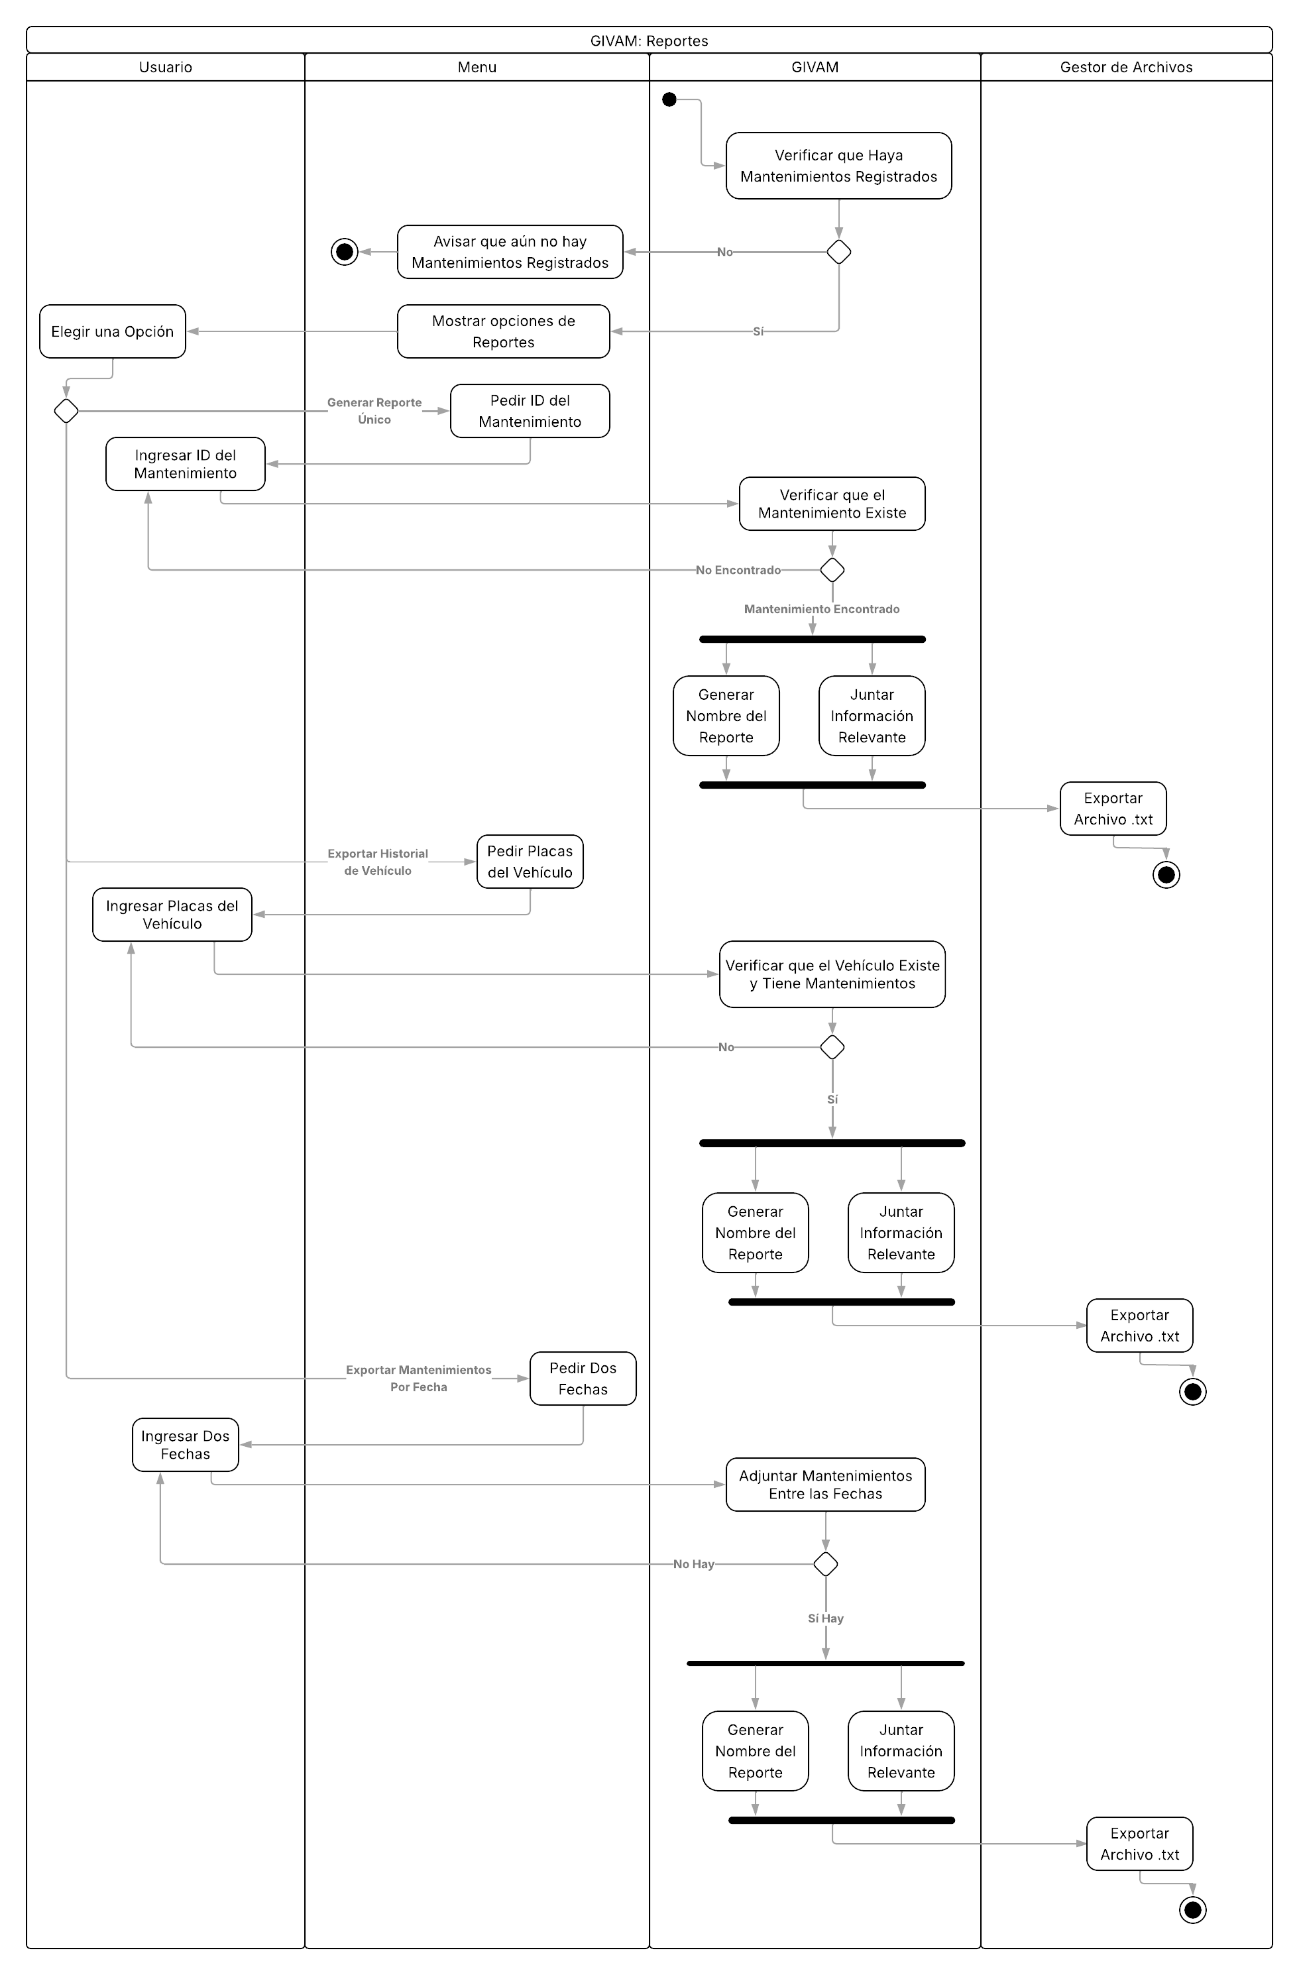 GIVAM: Reportes
Usuario
Menu
GIVAM
Gestor de Archivos
Verificar que Haya
Mantenimientos Registrados
Avisar que aún no hay
Mantenimientos Registrados
No
Elegir una Opción
Mostrar opciones de
Reportes
Sí
Generar Reporte
Único
Pedir ID del
Mantenimiento
Ingresar ID del
Mantenimiento
Verificar que el
Mantenimiento Existe
No Encontrado
Mantenimiento Encontrado
Generar
Nombre del
Reporte
Juntar
Información
Relevante
Exportar
Archivo .txt
Exportar Historial
de Vehículo
Pedir Placas
del Vehículo
Ingresar Placas del
Vehículo
Verificar que el Vehículo Existe
y Tiene Mantenimientos
No
Sí
Generar
Nombre del
Reporte
Juntar
Información
Relevante
Exportar
Archivo .txt
Exportar Mantenimientos
Por Fecha
Pedir Dos
Fechas
Ingresar Dos
Fechas
Adjuntar Mantenimientos
Entre las Fechas
No Hay
Sí Hay
Generar
Nombre del
Reporte
Juntar
Información
Relevante
Exportar
Archivo .txt